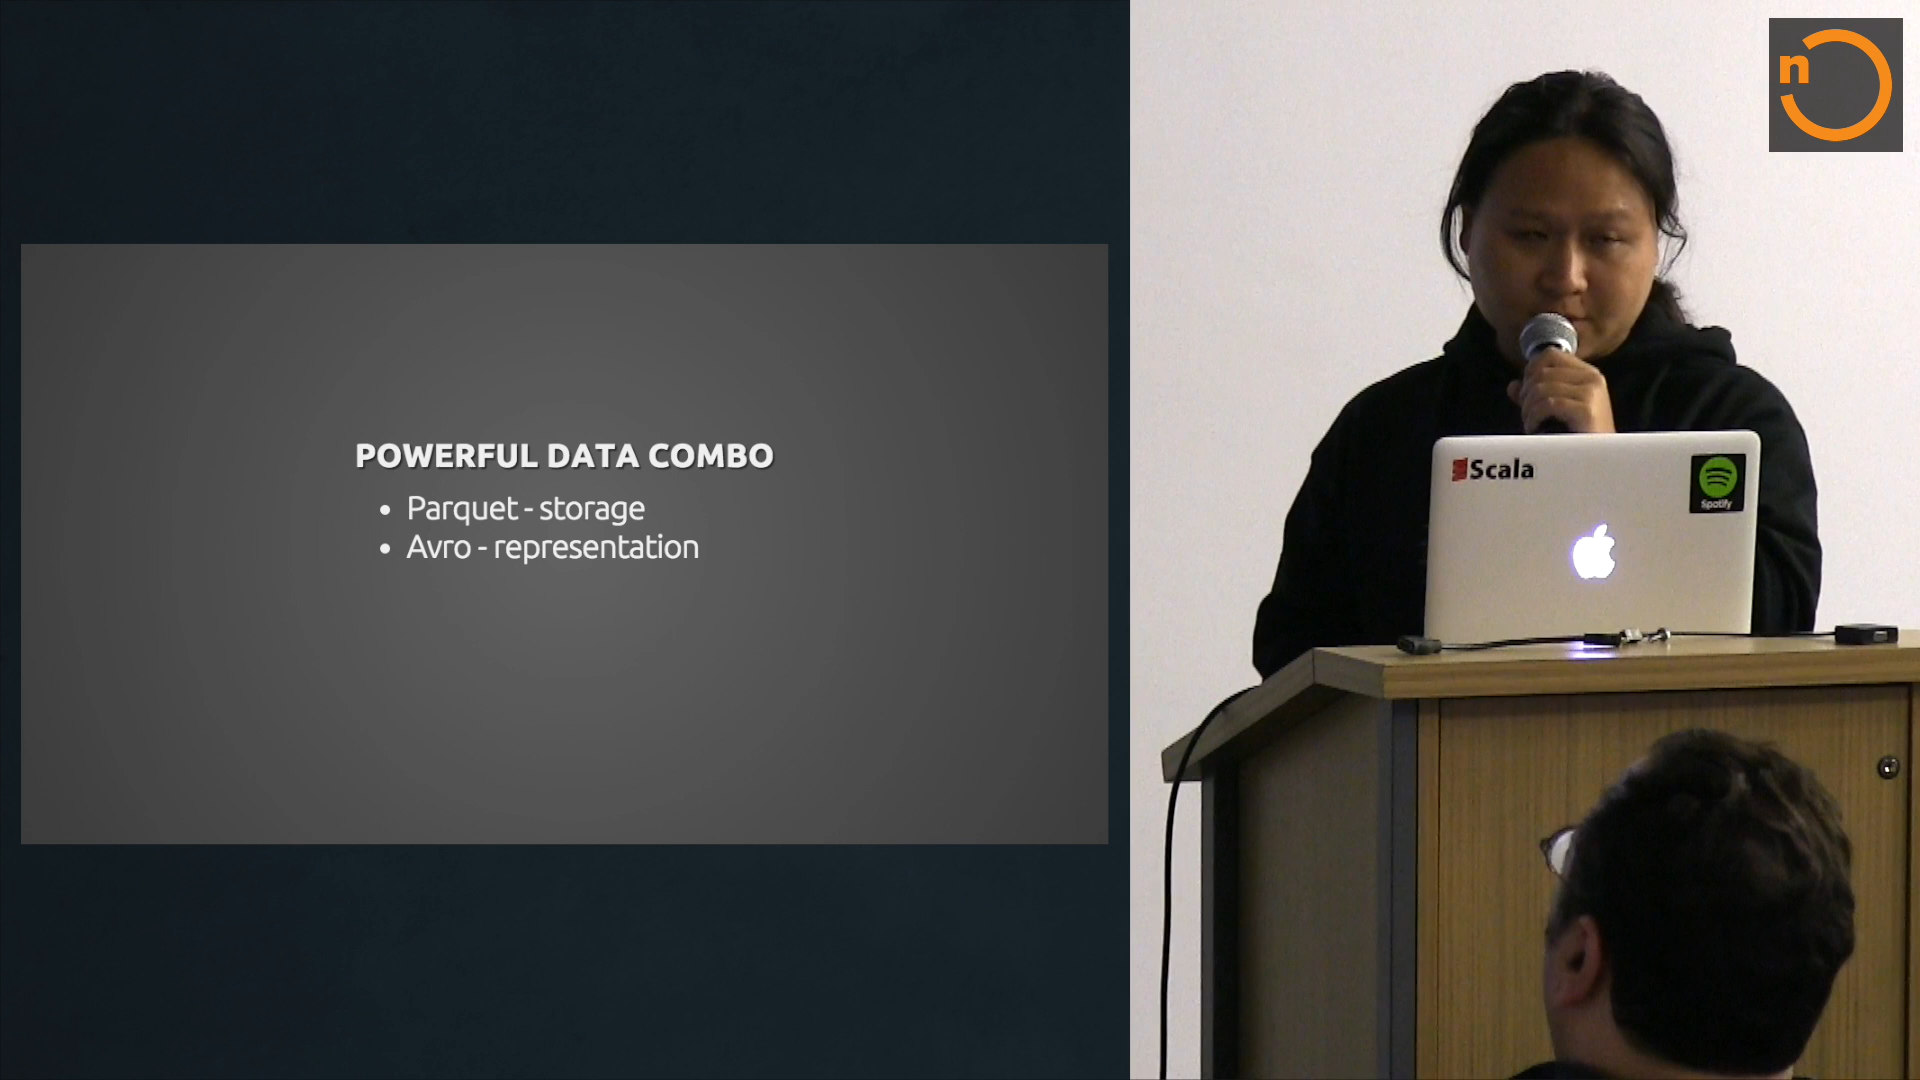 POWERFUL DATA COMBO
• Parquet - storage
• Avro - representation
n
Scala
Spotify